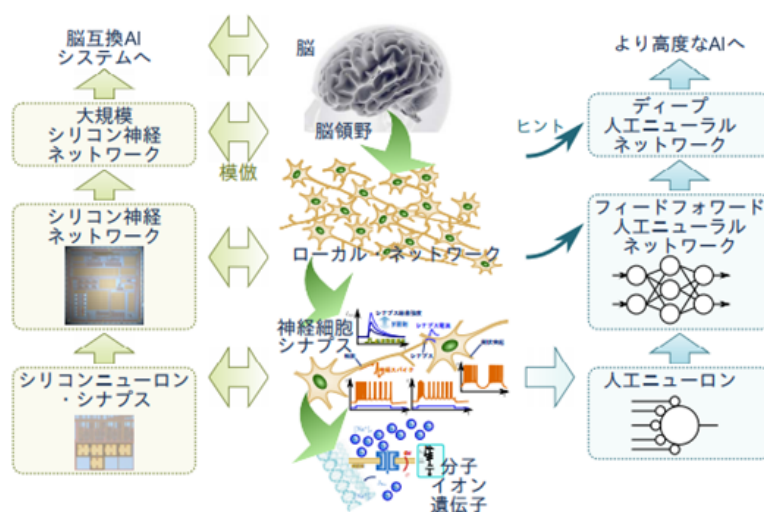 脳互換AI
システムへ
大規模
シリコン神経
ネットワーク
シリコン神経
ネットワーク
シリコンニューロン
・シナプス
模倣
脳
脳領野
ローカル・ネットワーク
神経細胞
シナプス
シナプス
分子
イオン
遺伝子
ヒント
より高度なAIへ
ディープ
人工ニューラル
ネットワーク
フィードフォワード
人工ニューラル
ネットワーク
人工ニューロン